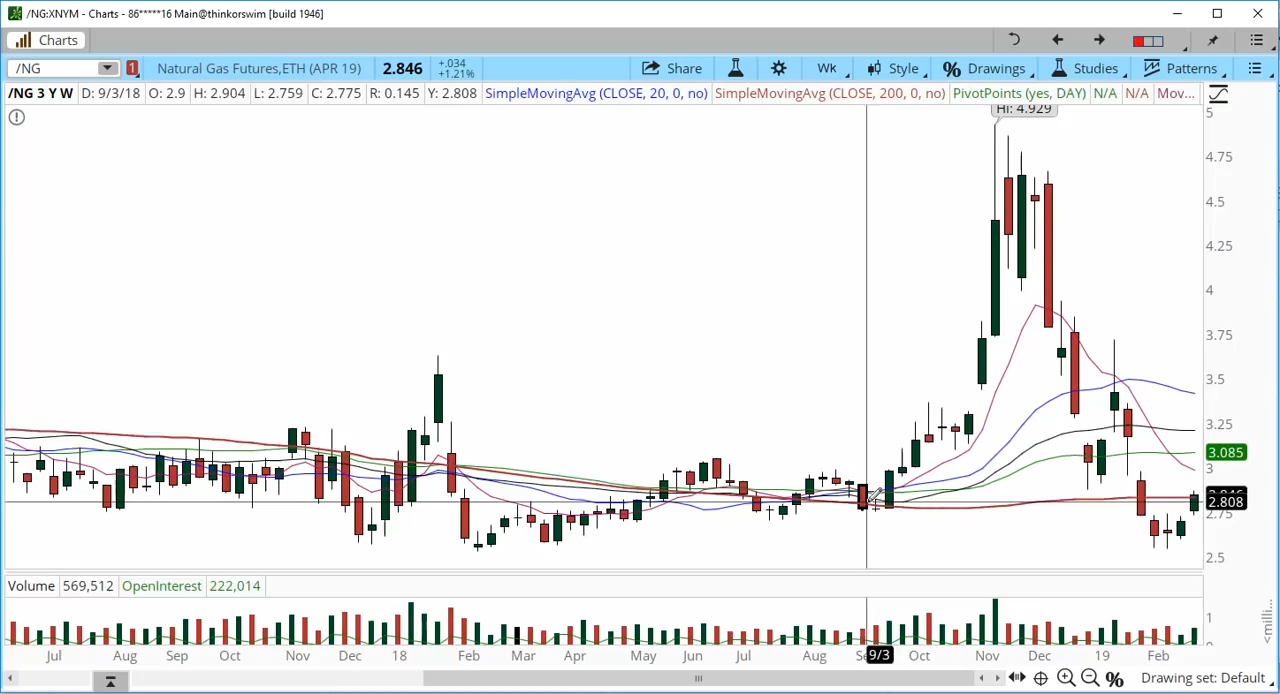 /NG:XNYM - Charts - 86*****16 Main@thinkorswim [build 1946]
Charts
/NG 1 Natural Gas Futures,ETH (APR 19) 2.846 +.034 +1.21% Share Wk Style % Drawings Studies Patterns
/NG 3 Y W D: 9/3/18 O: 2.9 H: 2.904 L: 2.759 C: 2.775 R: 0.145 Y: 2.808 SimpleMovingAvg (CLOSE, 20, 0, no) SimpleMovingAvg (CLOSE, 200, 0, no) PivotPoints (yes, DAY) N/A N/A Mov...
Hi: 4.929
5
4.75
4.5
4.25
4
3.75
3.5
3.25
3.085
3
2.808
2.75
2.5
Volume 569,512 OpenInterest 222,014
1
<milli...
Jul Aug Sep Oct Nov Dec 18 Feb Mar Apr May Jun Jul Aug 9/3 Oct Nov Dec 19 Feb
% Drawing set: Default